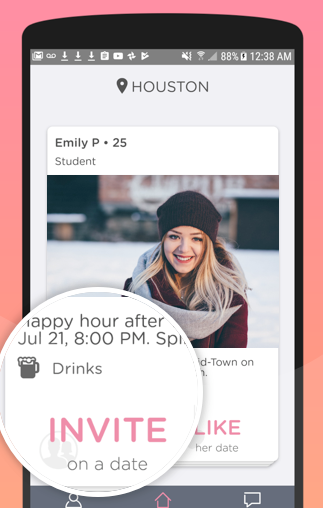 88% 12:38 AM
HOUSTON
Emily P • 25
Student
happy hour after
Jul 21, 8:00 PM.
Drinks
d-Town on
INVITE
LIKE
on a date
her date